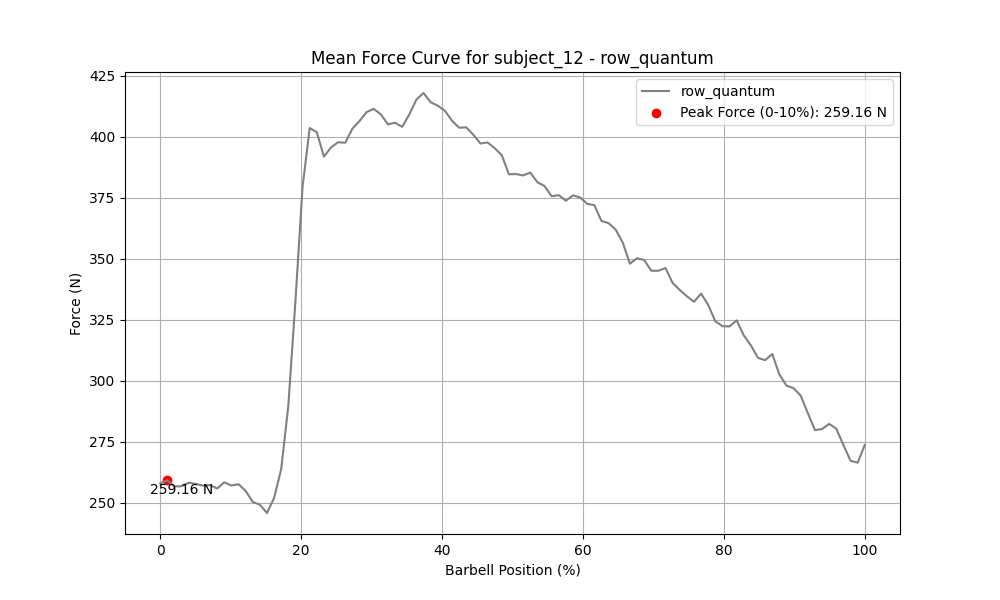 Mean Force Curve for subject_12 - row_quantum
row_quantum
Peak Force (0-10%): 259.16 N
425
400
375
350
325
300
275
250
Force (N)
259.16 N
0
20
40
60
80
100
Barbell Position (%)